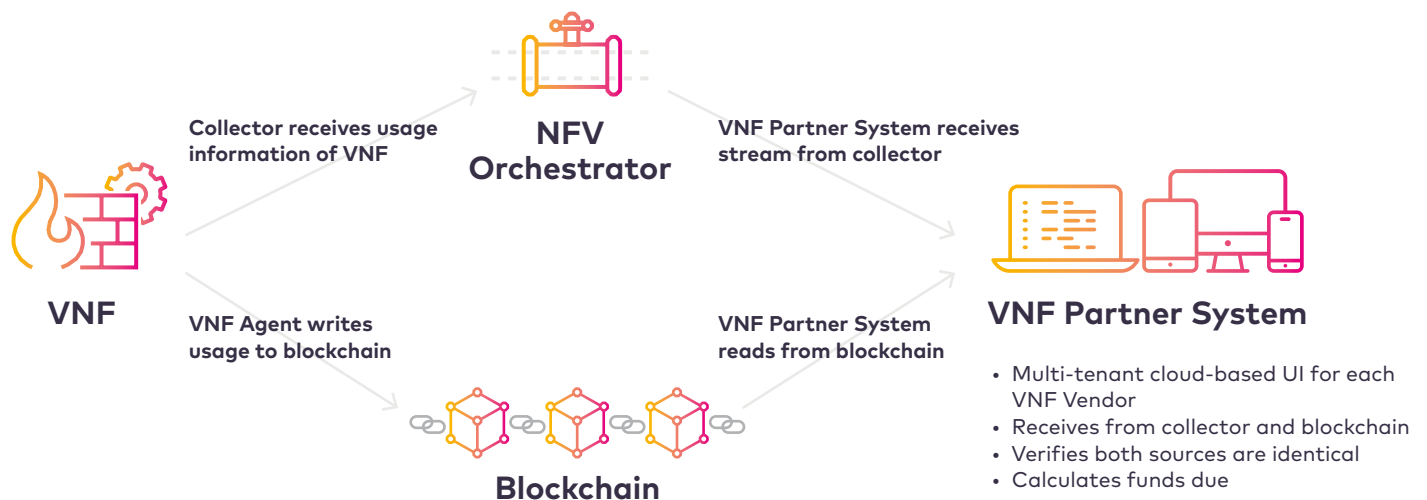 Collector receives usage
information of VNF
NFV
Orchestrator
VNF Partner System receives
stream from collector
VNF
VNF Agent writes
usage to blockchain
VNF Partner System
reads from blockchain
Blockchain
VNF Partner System
• Multi-tenant cloud-based UI for each
VNF Vendor
• Receives from collector and blockchain
• Verifies both sources are identical
• Calculates funds due